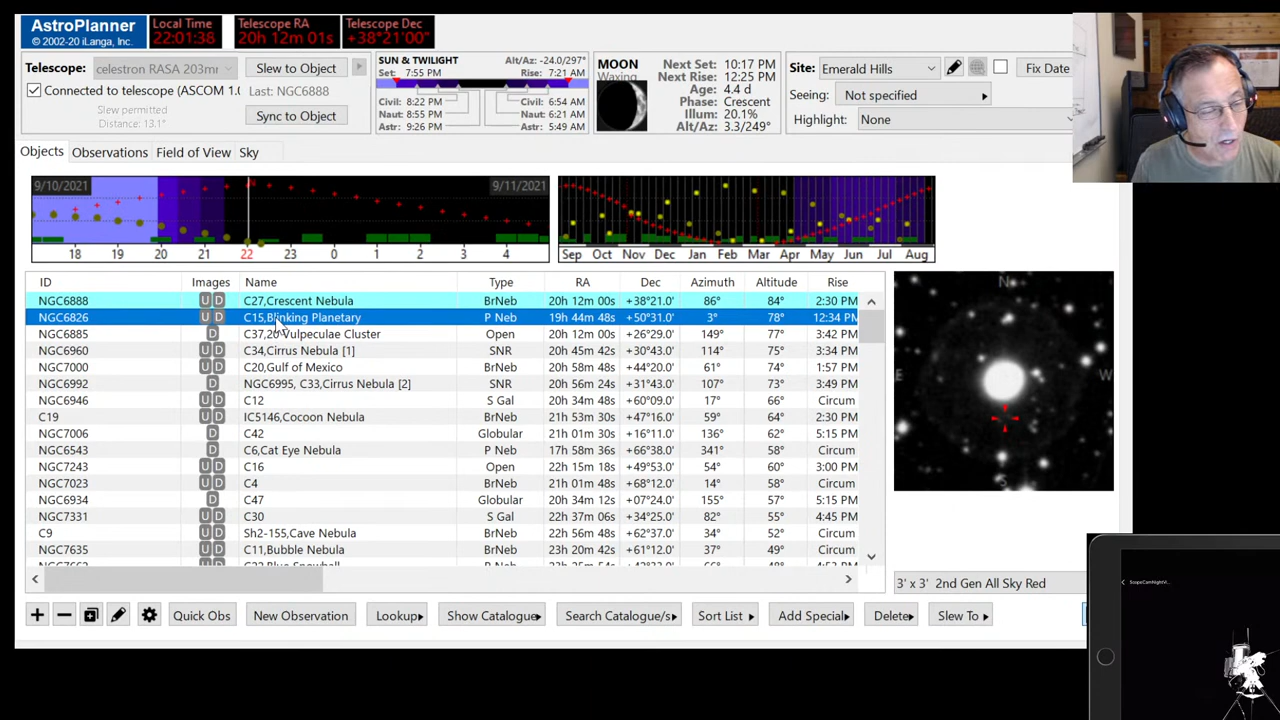 AstroPlanner
© 2002-20 iLanga, Inc.
Local Time
22:01:38
Telescope RA
20h 12m 01s
Telescope Dec
+38°21'00"
Telescope: celestron RASA 203mr
Slew to Object
Connected to telescope (ASCOM 1.0
Last: NGC6888
Slew permitted
Distance: 13.1°
Sync to Object
SUN & TWILIGHT
Alt/Az: -24.0/297°
Set: 7:55 PM
Rise: 7:21 AM
Civil: 8:22 PM
Civil: 6:54 AM
Naut: 8:55 PM
Naut: 6:21 AM
Astr: 9:26 PM
Astr: 5:49 AM
MOON
Waxing
Next Set: 10:17 PM
Next Rise: 12:25 PM
Age: 4.4 d
Phase: Crescent
Illum: 20.1%
Alt/Az: 3.3/249°
Site: Emerald Hills
Fix Date
Seeing: Not specified
Highlight: None
Objects Observations Field of View Sky
9/10/2021 9/11/2021
18 19 20 21 22 23 0 1 2 3 4
Sep Oct Nov Dec Jan Feb Mar Apr May Jun Jul Aug
ID Images Name Type RA Dec Azimuth Altitude Rise
NGC6888 U D C27,Crescent Nebula BrNeb 20h 12m 00s +38°21.0' 86° 84° 2:30 PM
NGC6826 U D C15,Blinking Planetary P Neb 19h 44m 48s +50°31.0' 3° 78° 12:34 PM
NGC6885 D C37,20 Vulpeculae Cluster Open 20h 12m 00s +26°29.0' 149° 77° 3:42 PM
NGC6960 U D C34,Cirrus Nebula [1] SNR 20h 45m 42s +30°43.0' 114° 75° 3:34 PM
NGC7000 U D C20,Gulf of Mexico BrNeb 20h 58m 48s +44°20.0' 61° 74° 1:57 PM
NGC6992 D NGC6995, C33,Cirrus Nebula [2] SNR 20h 56m 24s +31°43.0' 107° 73° 3:49 PM
NGC6946 U D C12 S Gal 20h 34m 48s +60°09.0' 17° 66° Circum
C19 U D IC5146,Cocoon Nebula BrNeb 21h 53m 30s +47°16.0' 59° 64° 2:30 PM
NGC7006 D C42 Globular 21h 01m 30s +16°11.0' 136° 62° 5:15 PM
NGC6543 D C6,Cat Eye Nebula P Neb 17h 58m 36s +66°38.0' 341° 58° Circum
NGC7243 U D C16 Open 22h 15m 18s +49°53.0' 54° 60° 3:00 PM
NGC7023 U D C4 BrNeb 21h 01m 48s +68°12.0' 14° 58° Circum
NGC6934 D C47 Globular 20h 34m 12s +07°24.0' 155° 57° 5:15 PM
NGC7331 U D C30 S Gal 22h 37m 06s +34°25.0' 82° 55° 4:45 PM
C9 U D Sh2-155,Cave Nebula BrNeb 22h 56m 48s +62°37.0' 34° 52° Circum
NGC7635 U D C11,Bubble Nebula BrNeb 23h 20m 42s +61°12.0' 37° 49° Circum
N
E W
S
3' x 3' 2nd Gen All Sky Red
Quick Obs New Observation Lookup Show Catalogue Search Catalogue/s Sort List Add Special Delete Slew To